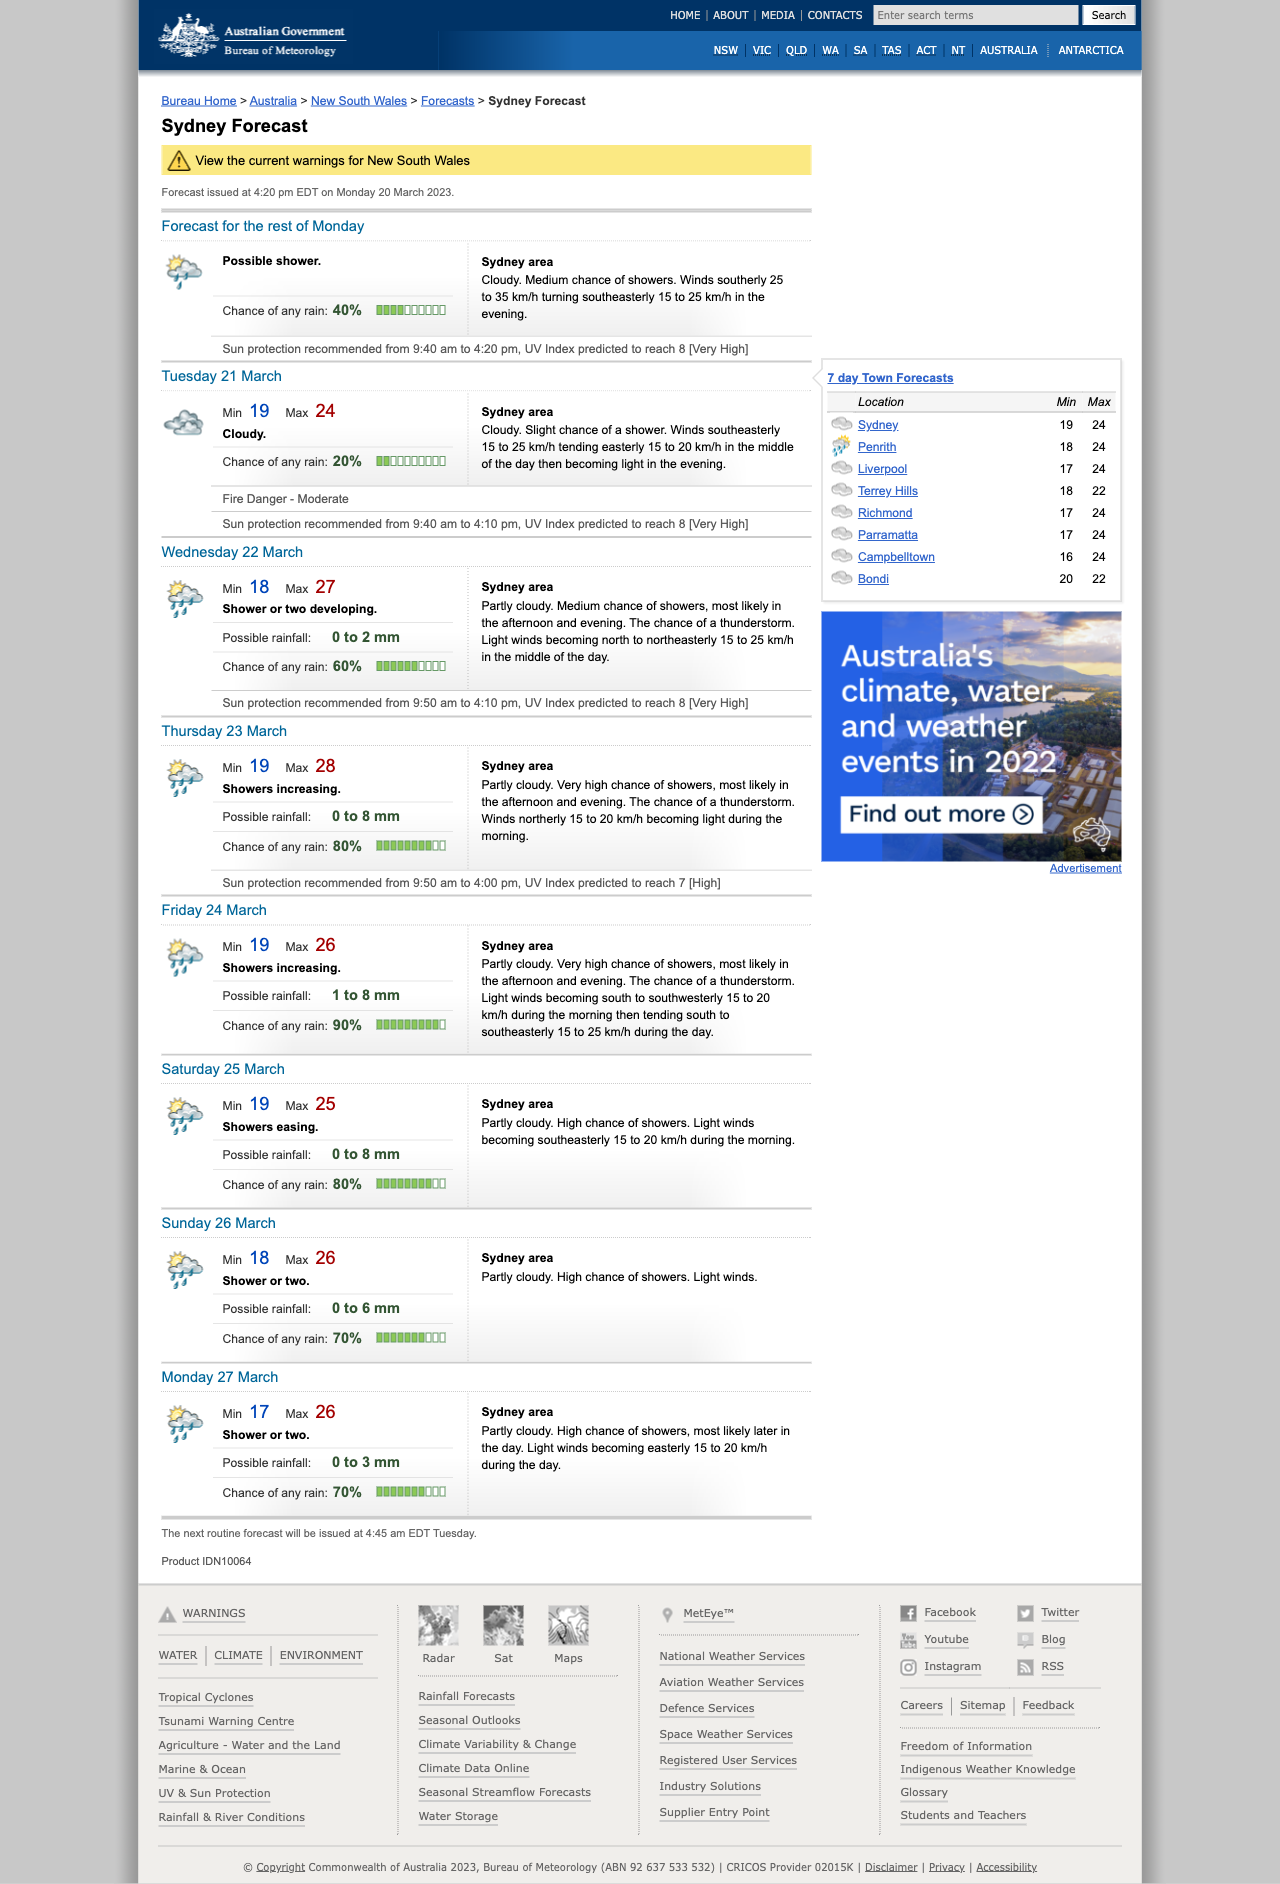 Australian Government
Bureau of Meteorology
HOME | ABOUT | MEDIA | CONTACTS Enter search terms Search
NSW VIC QLD WA SA TAS ACT NT AUSTRALIA ANTARCTICA
Bureau Home > Australia > New South Wales > Forecasts > Sydney Forecast
Sydney Forecast
View the current warnings for New South Wales
Forecast issued at 4:20 pm EDT on Monday 20 March 2023.
Forecast for the rest of Monday
Possible shower.
Chance of any rain: 40%
Sydney area
Cloudy. Medium chance of showers. Winds southerly 25
to 35 km/h turning southeasterly 15 to 25 km/h in the
evening.
Sun protection recommended from 9:40 am to 4:20 pm, UV Index predicted to reach 8 [Very High]
Tuesday 21 March
Min 19 Max 24
Cloudy.
Chance of any rain: 20%
Sydney area
Cloudy. Slight chance of a shower. Winds southeasterly
15 to 25 km/h tending easterly 15 to 20 km/h in the middle
of the day then becoming light in the evening.
Fire Danger - Moderate
Sun protection recommended from 9:40 am to 4:10 pm, UV Index predicted to reach 8 [Very High]
Wednesday 22 March
Min 18 Max 27
Shower or two developing.
Possible rainfall: 0 to 2 mm
Chance of any rain: 60%
Sydney area
Partly cloudy. Medium chance of showers, most likely in
the afternoon and evening. The chance of a thunderstorm.
Light winds becoming north to northeasterly 15 to 25 km/h
in the middle of the day.
Sun protection recommended from 9:50 am to 4:10 pm, UV Index predicted to reach 8 [Very High]
Thursday 23 March
Min 19 Max 28
Showers increasing.
Possible rainfall: 0 to 8 mm
Chance of any rain: 80%
Sydney area
Partly cloudy. Very high chance of showers, most likely in
the afternoon and evening. The chance of a thunderstorm.
Winds northerly 15 to 20 km/h becoming light during the
morning.
Sun protection recommended from 9:50 am to 4:00 pm, UV Index predicted to reach 7 [High]
Friday 24 March
Min 19 Max 26
Showers increasing.
Possible rainfall: 1 to 8 mm
Chance of any rain: 90%
Sydney area
Partly cloudy. Very high chance of showers, most likely in
the afternoon and evening. The chance of a thunderstorm.
Light winds becoming south to southwesterly 15 to 20
km/h during the morning then tending south to
southeasterly 15 to 25 km/h during the day.
Saturday 25 March
Min 19 Max 25
Showers easing.
Possible rainfall: 0 to 8 mm
Chance of any rain: 80%
Sydney area
Partly cloudy. High chance of showers. Light winds
becoming southeasterly 15 to 20 km/h during the morning.
Sunday 26 March
Min 18 Max 26
Shower or two.
Possible rainfall: 0 to 6 mm
Chance of any rain: 70%
Sydney area
Partly cloudy. High chance of showers. Light winds.
Monday 27 March
Min 17 Max 26
Shower or two.
Possible rainfall: 0 to 3 mm
Chance of any rain: 70%
Sydney area
Partly cloudy. High chance of showers, most likely later in
the day. Light winds becoming easterly 15 to 20 km/h
during the day.
The next routine forecast will be issued at 4:45 am EDT Tuesday.
Product IDN10064
7 day Town Forecasts
Location Min Max
Sydney 19 24
Penrith 18 24
Liverpool 17 24
Terrey Hills 18 22
Richmond 17 24
Parramatta 17 24
Campbelltown 16 24
Bondi 20 22
Australia's
climate, water
and weather
events in 2022
Find out more
Advertisement
WARNINGS
WATER CLIMATE ENVIRONMENT
Tropical Cyclones
Tsunami Warning Centre
Agriculture - Water and the Land
Marine & Ocean
UV & Sun Protection
Rainfall & River Conditions
Radar Sat Maps
Rainfall Forecasts
Seasonal Outlooks
Climate Variability & Change
Climate Data Online
Seasonal Streamflow Forecasts
Water Storage
MetEye™
National Weather Services
Aviation Weather Services
Defence Services
Space Weather Services
Registered User Services
Industry Solutions
Supplier Entry Point
Facebook Twitter
You Tube Youtube Blog
Instagram RSS
Careers Sitemap Feedback
Freedom of Information
Indigenous Weather Knowledge
Glossary
Students and Teachers
© Copyright Commonwealth of Australia 2023, Bureau of Meteorology (ABN 92 637 533 532) | CRICOS Provider 02015K | Disclaimer | Privacy | Accessibility